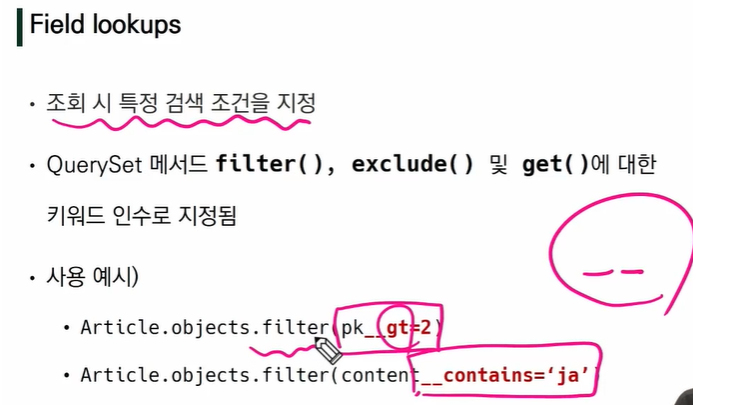 Field lookups
• 조회 시 특정 검색 조건을 지정
• QuerySet 메서드 filter(), exclude() 및 get()에 대한
키워드 인수로 지정됨
• 사용 예시)
• Article.objects.filter(pk__gt=2)
• Article.objects.filter(content__contains=‘ja’)